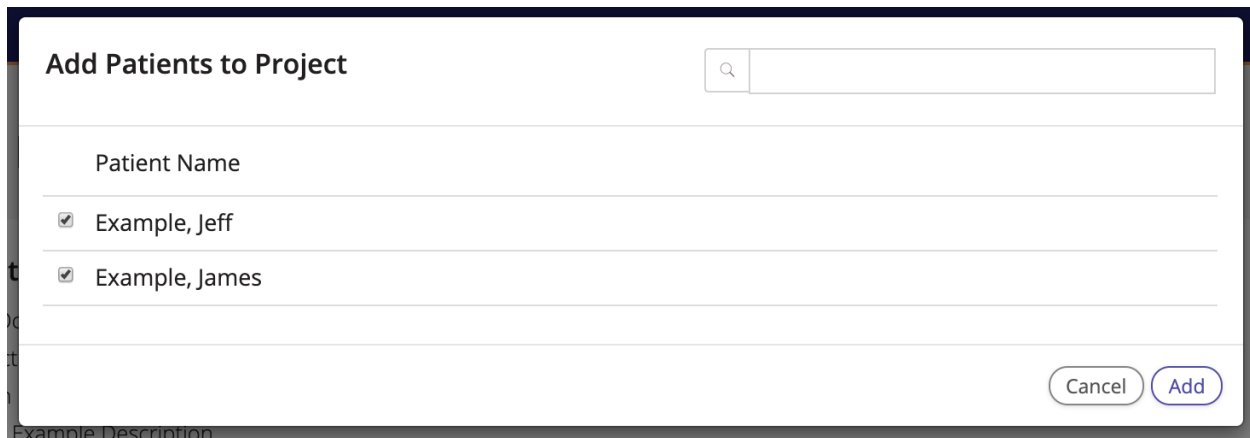 Add Patients to Project
Patient Name
Example, Jeff
Example, James
Cancel Add
Example Description